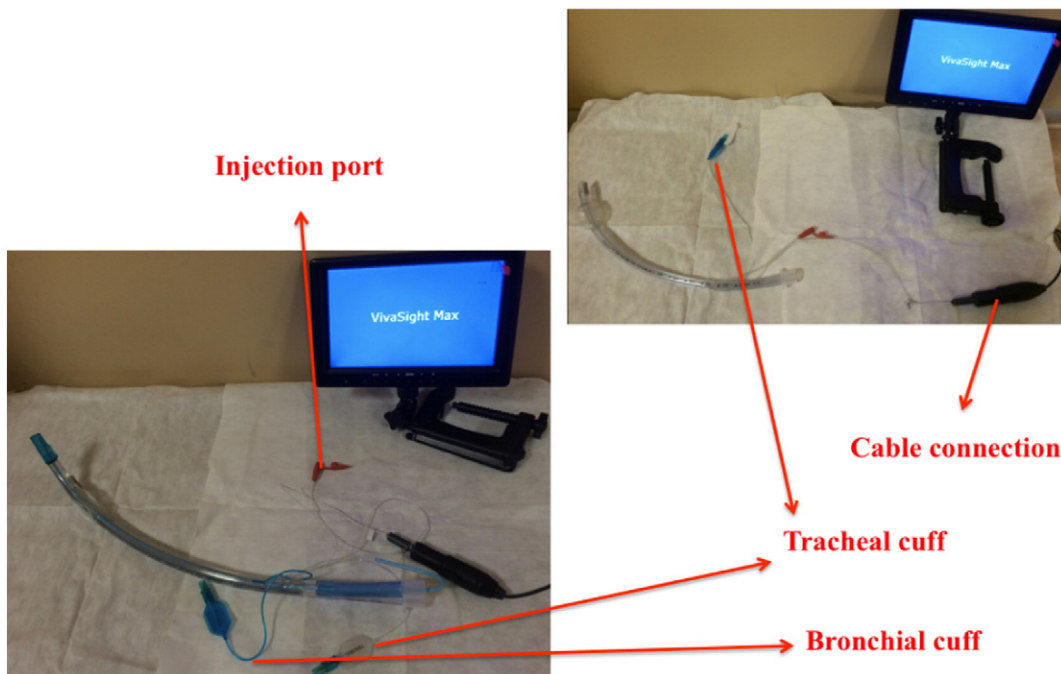 VivaSight Max
Injection port
VivaSight Max
Cable connection
Tracheal cuff
Bronchial cuff